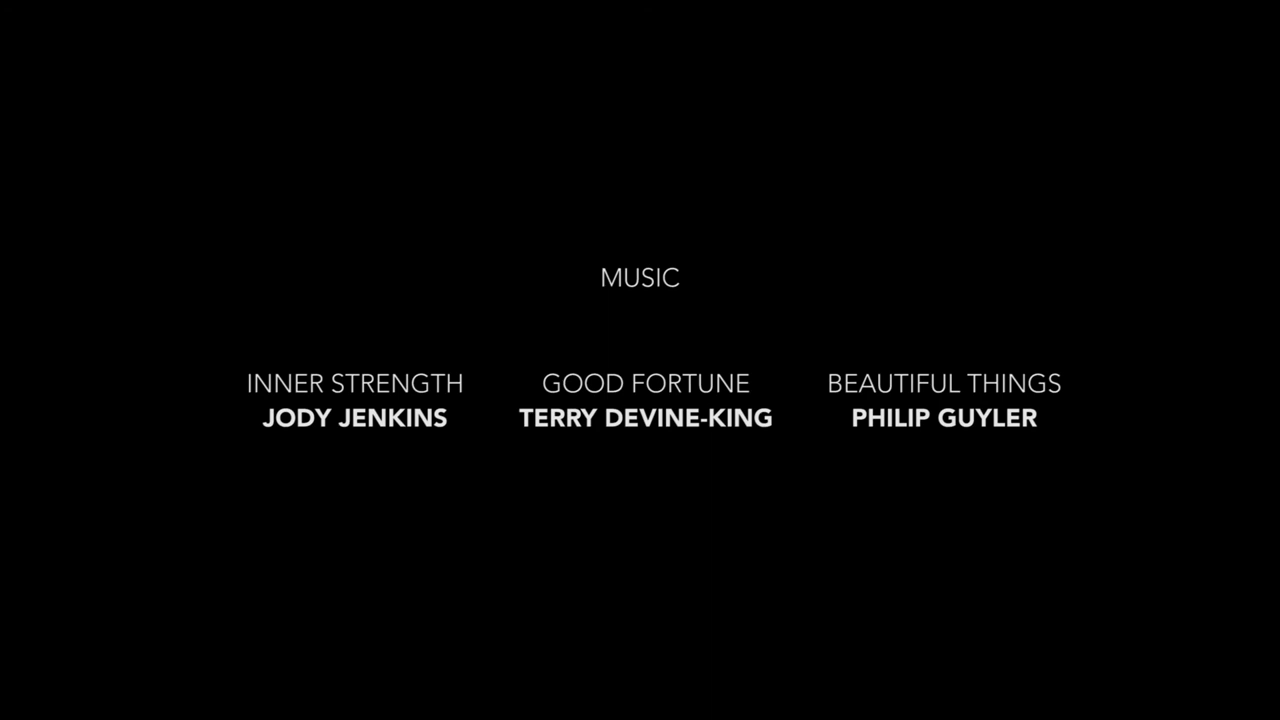 MUSIC
INNER STRENGTH
JODY JENKINS
GOOD FORTUNE
TERRY DEVINE-KING
BEAUTIFUL THINGS
PHILIP GUYLER